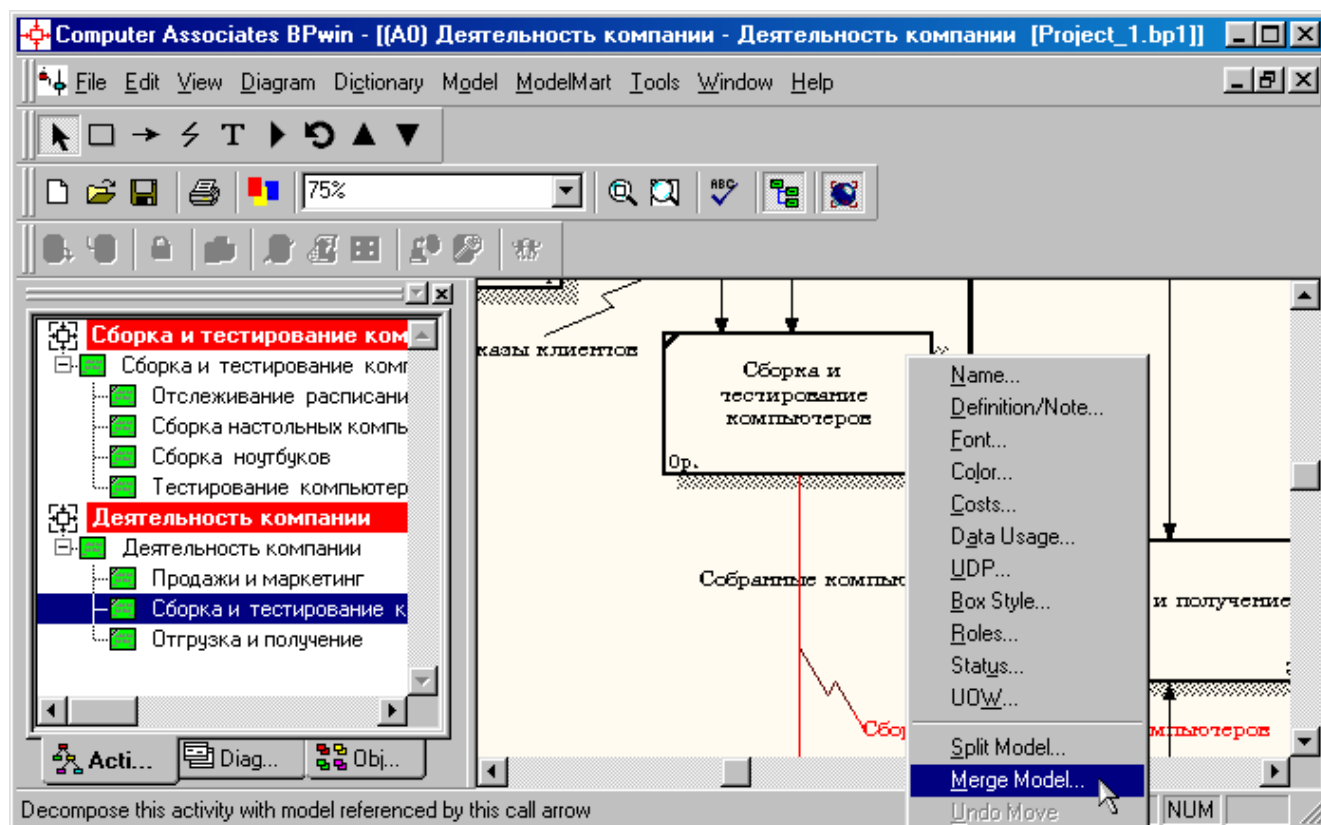 Computer Associates BPwin - [(A0) Деятельность компании - Деятельность компании [Project_1.bp1]]
File Edit View Diagram Dictionary Model ModelMart Tools Window Help
T
75%
ABC
Сборка и тестирование ком
Сборка и тестирование комп
Отслеживание расписани
Сборка настольных компь
Сборка ноутбуков
Тестирование компьютер
Деятельность компании
Деятельность компании
Продажи и маркетинг
Сборка и тестирование к
Отгрузка и получение
Acti...
Diag...
Obj...
казы клиентов
Сборка и
тестирование
компьютеров
0р.
Собранные компью
и получение
Сбо
мпьютеров
Name...
Definition/Note...
Font...
Color...
Costs...
Data Usage...
UDP...
Box Style...
Roles...
Status...
UOW...
Split Model...
Merge Model...
Undo Move
Decompose this activity with model referenced by this call arrow
NUM